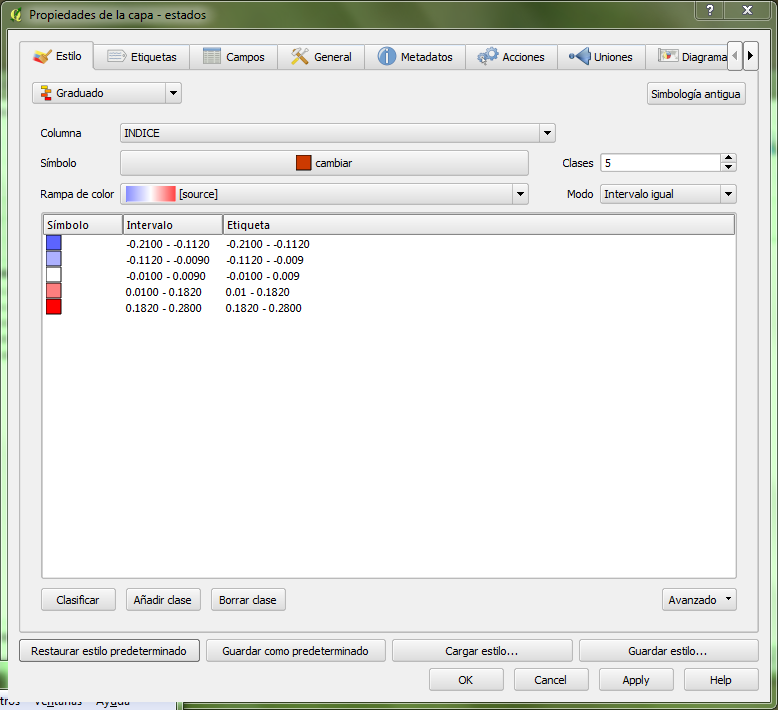 Propiedades de la capa - estados
?
X
Estilo Etiquetas Campos General Metadatos Acciones Uniones Diagrama
Graduado Simbología antigua
Columna INDICE
Símbolo cambiar Clases 5
Rampa de color [source] Modo Intervalo igual
Símbolo Intervalo Etiqueta
-0.2100 - -0.1120 -0.2100 - -0.1120
-0.1120 - -0.0090 -0.1120 - -0.009
-0.0100 - 0.0090 -0.0100 - 0.009
0.0100 - 0.1820 0.01 - 0.1820
0.1820 - 0.2800 0.1820 - 0.2800
Clasificar Añadir clase Borrar clase Avanzado
Restaurar estilo predeterminado Guardar como predeterminado Cargar estilo... Guardar estilo...
OK Cancel Apply Help
tros Ventanas Ayuda